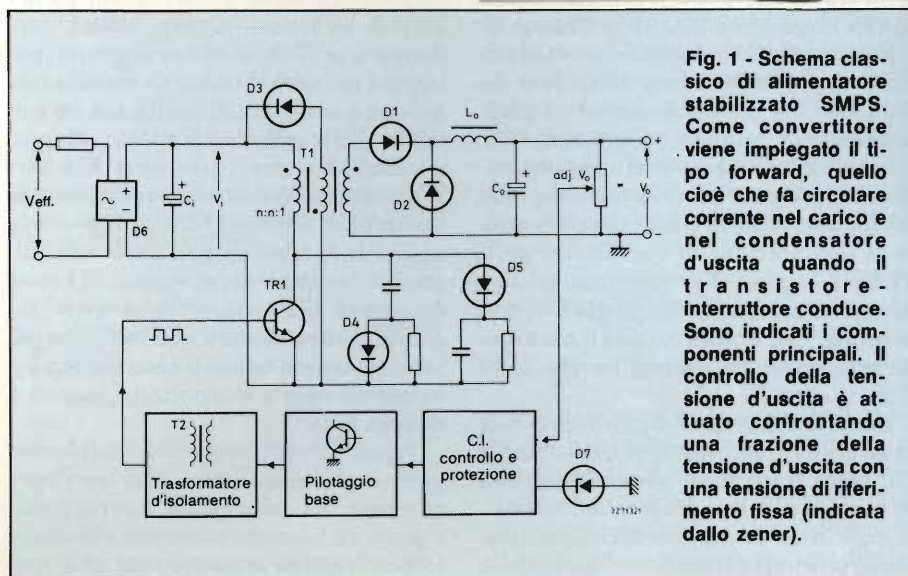 Fig. 1 - Schema clas-
sico di alimentatore
stabilizzato SMPS.
Come convertitore
viene impiegato il ti-
po forward, quello
cioè che fa circolare
corrente nel carico e
nel condensatore
d'uscita quando il
transistore-
interruttore conduce.
Sono indicati i com-
ponenti principali. Il
controllo della ten-
sione d'uscita è at-
tuato confrontando
una frazione della
tensione d'uscita con
una tensione di riferi-
mento fissa (indicata
dallo zener).
D3
D1
Lo
T1
Veff.
+
Ci
Vi
n:n:1
D2
Co
+
adj. Vo
Vo
D6
TR1
D5
D4
T2
Trasformatore
d'isolamento
Pilotaggio
base
C.I.
controllo e
protezione
D7